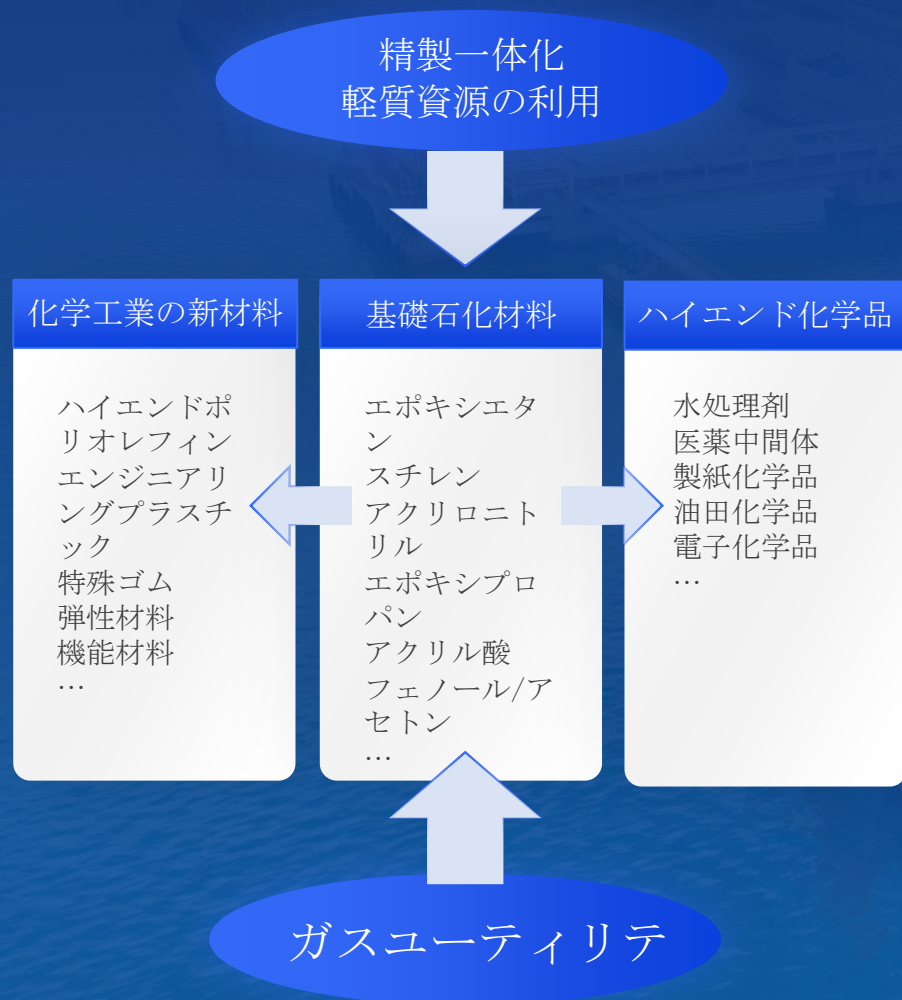 精製一体化
軽質資源の利用
化学工業の新材料
ハイエンドポ
リオレフィン
エンジニアリ
ングプラスチ
ック
特殊ゴム
弾性材料
機能材料
…
基礎石化材料
エポキシエタ
ン
スチレン
アクリロニト
リル
エポキシプロ
パン
アクリル酸
フェノール/ア
セトン
…
ハイエンド化学品
水処理剤
医薬中間体
製紙化学品
油田化学品
電子化学品
…
ガスユーティリテ